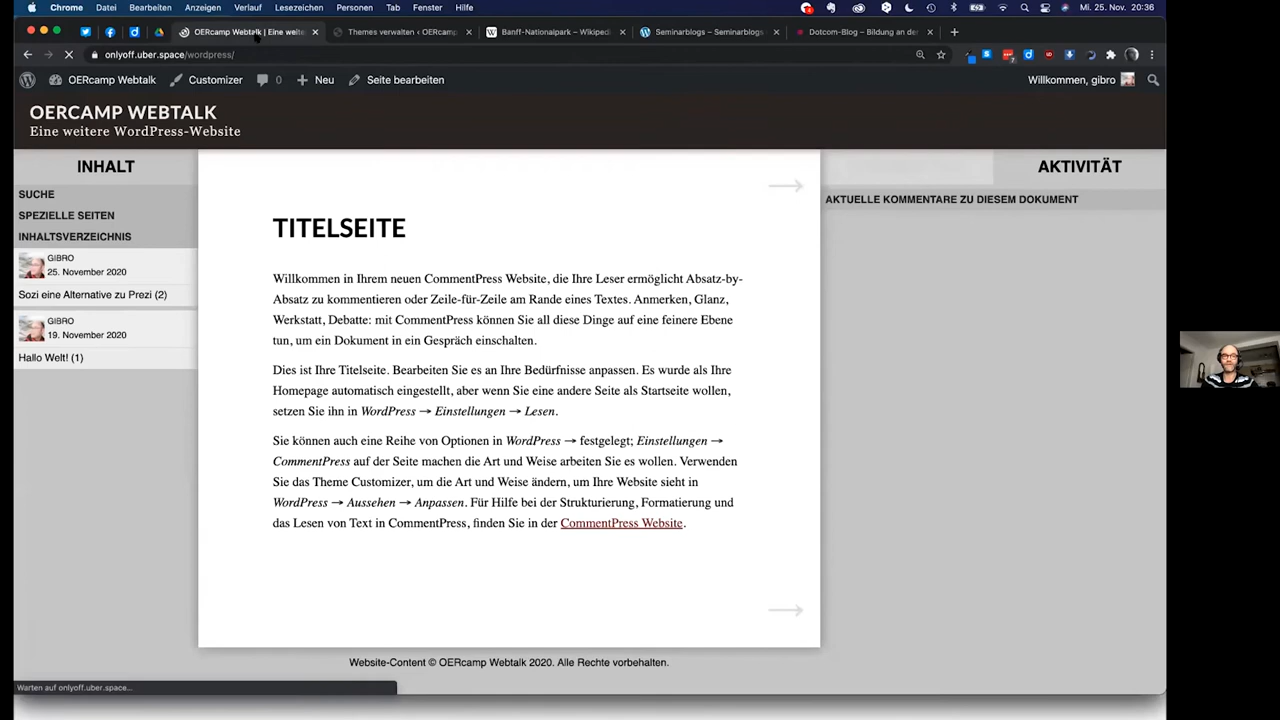 Chrome Datei Bearbeiten Anzeigen Verlauf Lesezeichen Personen Tab Fenster Hilfe Mi. 25. Nov. 20:36
OERcamp Webtalk | Eine weite Themes verwalten ‹ OERcamp Banff-Nationalpark – Wikipedi Seminarblogs – Seminarblogs Dotcom-Blog – Bildung an der
onlyoff.uber.space/wordpress/
OERcamp Webtalk Customizer 0 Neu Seite bearbeiten Willkommen, gibro
OERCAMP WEBTALK
Eine weitere WordPress-Website
INHALT
SUCHE
SPEZIELLE SEITEN
INHALTSVERZEICHNIS
GIBRO
25. November 2020
Sozi eine Alternative zu Prezi (2)
GIBRO
19. November 2020
Hallo Welt! (1)
TITELSEITE
Willkommen in Ihrem neuen CommentPress Website, die Ihre Leser ermöglicht Absatz-by-
Absatz zu kommentieren oder Zeile-für-Zeile am Rande eines Textes. Anmerken, Glanz,
Werkstatt, Debatte: mit CommentPress können Sie all diese Dinge auf eine feinere Ebene
tun, um ein Dokument in ein Gespräch einschalten.
Dies ist Ihre Titelseite. Bearbeiten Sie es an Ihre Bedürfnisse anpassen. Es wurde als Ihre
Homepage automatisch eingestellt, aber wenn Sie eine andere Seite als Startseite wollen,
setzen Sie ihn in WordPress → Einstellungen → Lesen.
Sie können auch eine Reihe von Optionen in WordPress → festgelegt; Einstellungen →
CommentPress auf der Seite machen die Art und Weise arbeiten Sie es wollen. Verwenden
Sie das Theme Customizer, um die Art und Weise ändern, um Ihre Website sieht in
WordPress → Aussehen → Anpassen. Für Hilfe bei der Strukturierung, Formatierung und
das Lesen von Text in CommentPress, finden Sie in der CommentPress Website.
AKTIVITÄT
AKTUELLE KOMMENTARE ZU DIESEM DOKUMENT
Website-Content © OERcamp Webtalk 2020. Alle Rechte vorbehalten.
Warten auf onlyoff.uber.space...